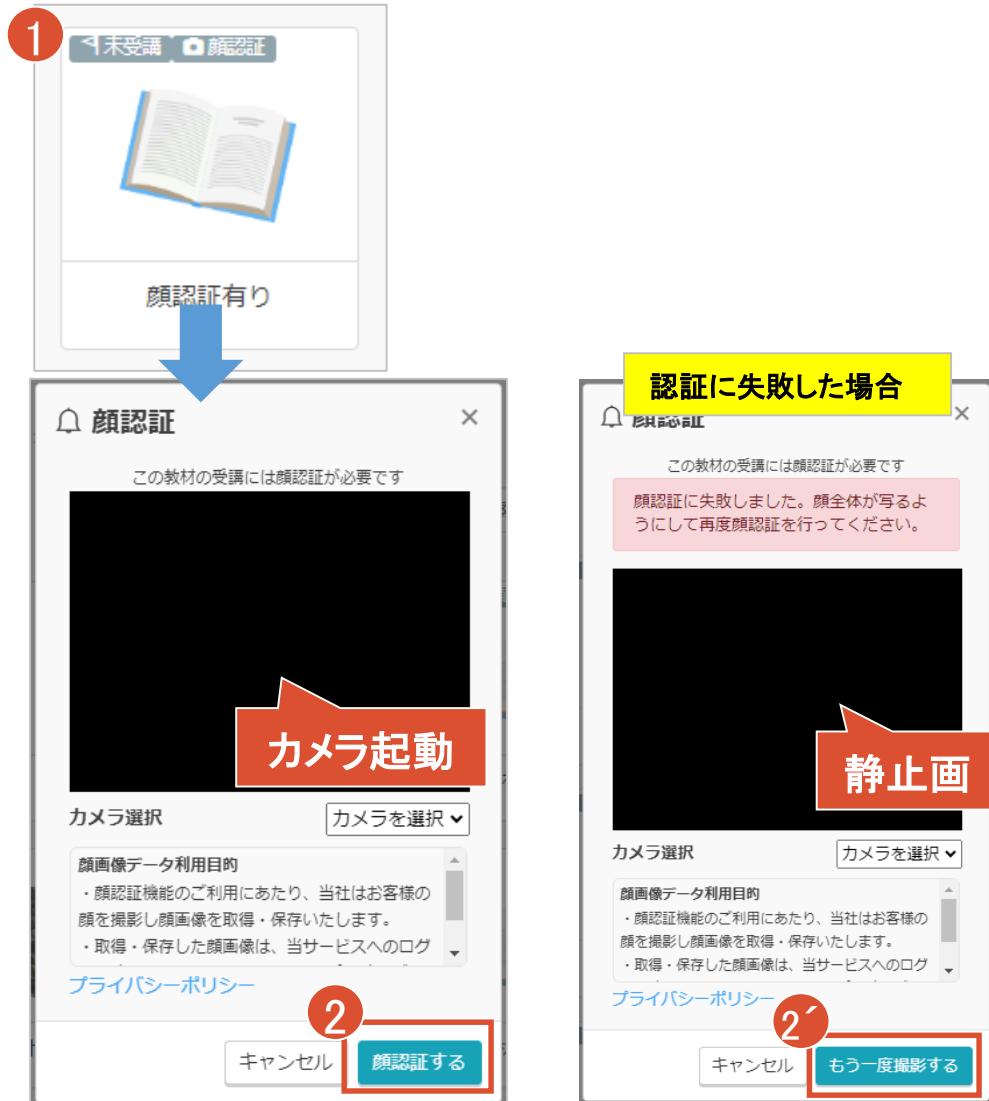 1
未受講 顔認証
顔認証有り
顔認証 ×
この教材の受講には顔認証が必要です
カメラ起動
カメラ選択 カメラを選択
顔画像データ利用目的
・顔認証機能のご利用にあたり、当社はお客様の
顔を撮影し顔画像を取得・保存いたします。
・取得・保存した顔画像は、当サービスへのログ
プライバシーポリシー
2
キャンセル 顔認証する
認証に失敗した場合
顔認証 ×
この教材の受講には顔認証が必要です
顔認証に失敗しました。顔全体が写るよ
うにして再度顔認証を行ってください。
静止画
カメラ選択 カメラを選択
顔画像データ利用目的
・顔認証機能のご利用にあたり、当社はお客様の
顔を撮影し顔画像を取得・保存いたします。
・取得・保存した顔画像は、当サービスへのログ
プライバシーポリシー
2´
キャンセル もう一度撮影する